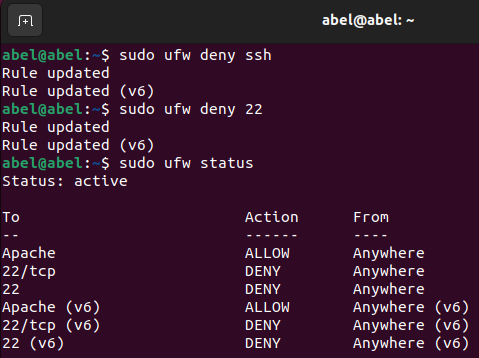 abel@abel: ~
abel@abel:~$ sudo ufw deny ssh
Rule updated
Rule updated (v6)
abel@abel:~$ sudo ufw deny 22
Rule updated
Rule updated (v6)
abel@abel:~$ sudo ufw status
Status: active

To                         Action      From
--                         ------      ----
Apache                     ALLOW       Anywhere
22/tcp                     DENY        Anywhere
22                         DENY        Anywhere
Apache (v6)                ALLOW       Anywhere (v6)
22/tcp (v6)                DENY        Anywhere (v6)
22 (v6)                    DENY        Anywhere (v6)